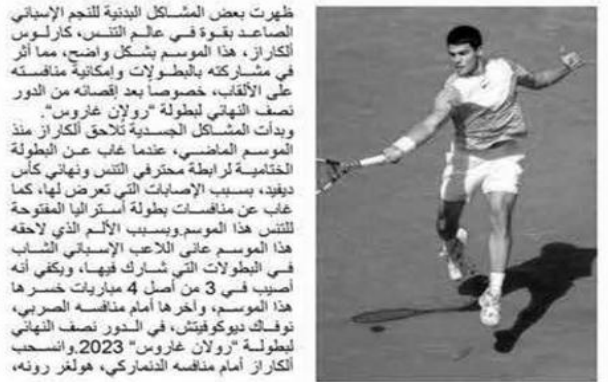 ظهرت بعض المشاكل البدنية للنجم الإسباني
الصاعد بقوة في عالم التنس، كارلوس
ألكاراز، هذا الموسم بشكل واضح، مما أثر
في مشاركته بالبطولات وإمكانية منافسته
على الألقاب، خصوصاً بعد إقصائه من الدور
نصف النهائي لبطولة "رولان غاروس".
وبدأت المشاكل الجسدية تلاحق ألكاراز منذ
الموسم الماضي، عندما غاب عن البطولة
الختامية لرابطة محترفي التنس ونهائي كأس
ديفيد، بسبب الإصابات التي تعرض لها، كما
غاب عن منافسات بطولة أستراليا المفتوحة
للتنس هذا الموسم.وبسبب الألم الذي لاحقه
هذا الموسم عانى اللاعب الإسباني الشاب
في البطولات التي شارك فيها، ويكفي أنه
أصيب في 3 من أصل 4 مباريات خسرها
هذا الموسم، وآخرها أمام منافسه الصربي،
نوفاك ديوكوفيتش، في الدور نصف النهائي
لبطولة "رولان غاروس" 2023.وانسحب
ألكاراز أمام منافسه الدنماركي، هولغر رونه،